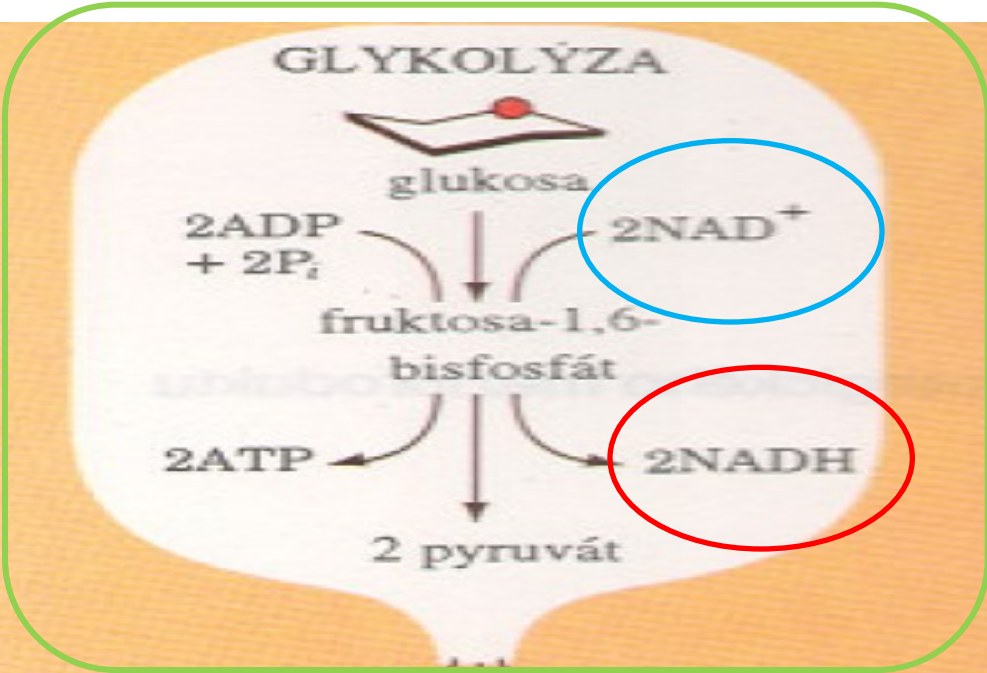 GLYKOLÝZA
glukosa
2ADP
+ 2Pi
2NAD+
fruktosa-1,6-
bisfosfát
2ATP
2NADH
2 pyruvát